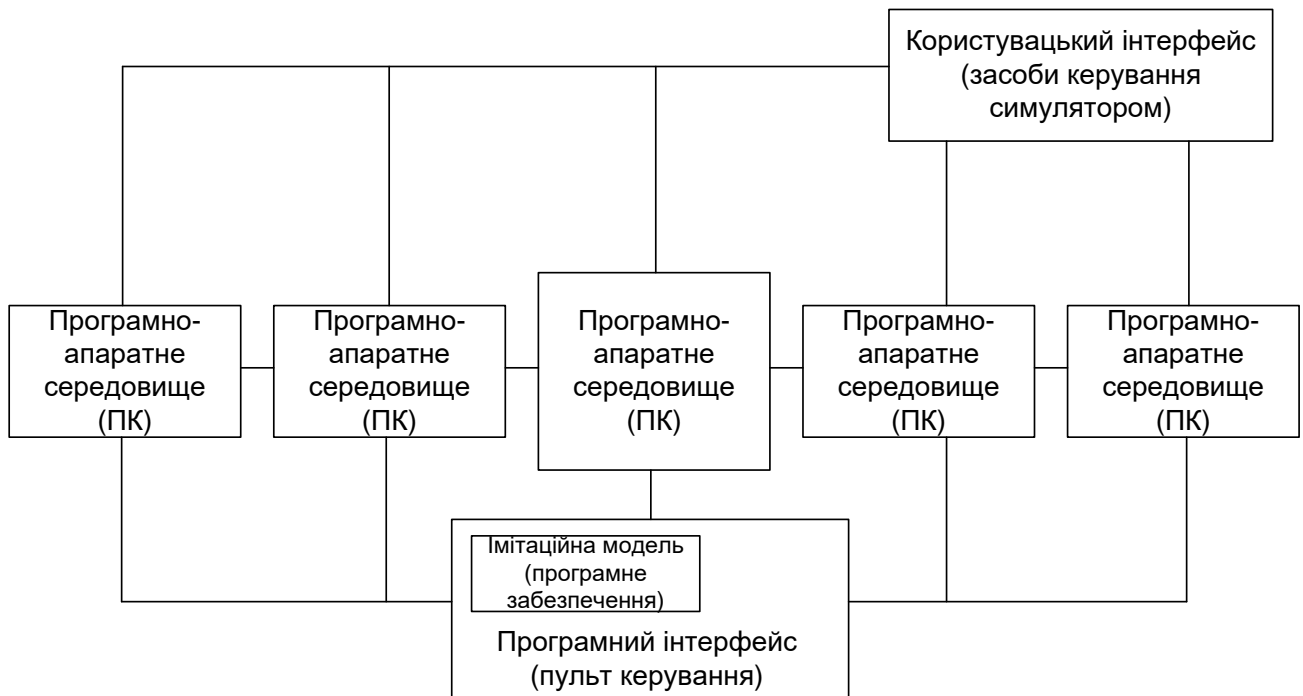 Користувацький інтерфейс
(засоби керування
симулятором)
Програмно-
апаратне
середовище
(ПК)
Програмно-
апаратне
середовище
(ПК)
Програмно-
апаратне
середовище
(ПК)
Програмно-
апаратне
середовище
(ПК)
Програмно-
апаратне
середовище
(ПК)
Імітаційна модель
(програмне
забезпечення)
Програмний інтерфейс
(пульт керування)